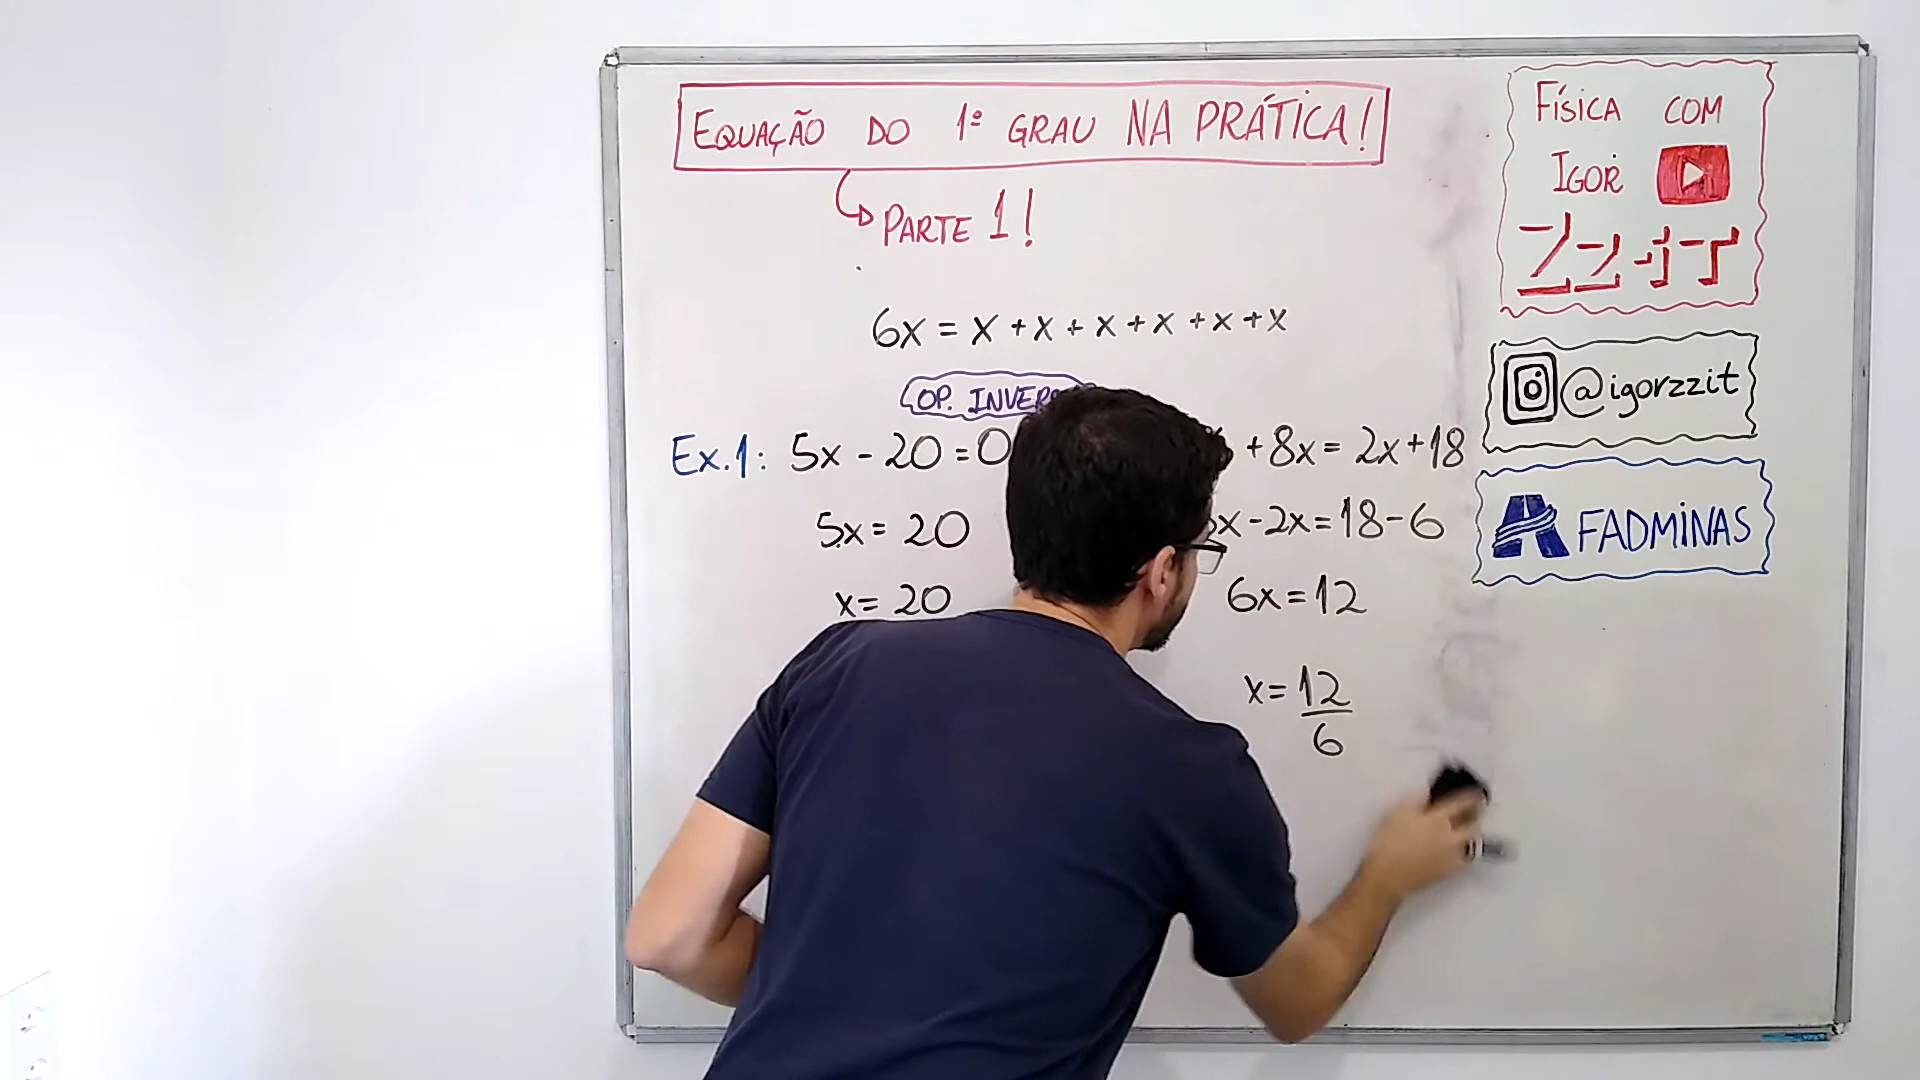 EQUAÇÃO DO 1º GRAU NA PRÁTICA!
PARTE 1!
6x = x + x + x + x + x + x
OP.
Ex.1: 5x - 20 = 0
5x = 20
x = 20
+ 8x = 2x + 18
x - 2x = 18 - 6
6x = 12
x = 12
6
FÍSICA COM
IGOR
ZZiT
@igorzzit
FADMINAS